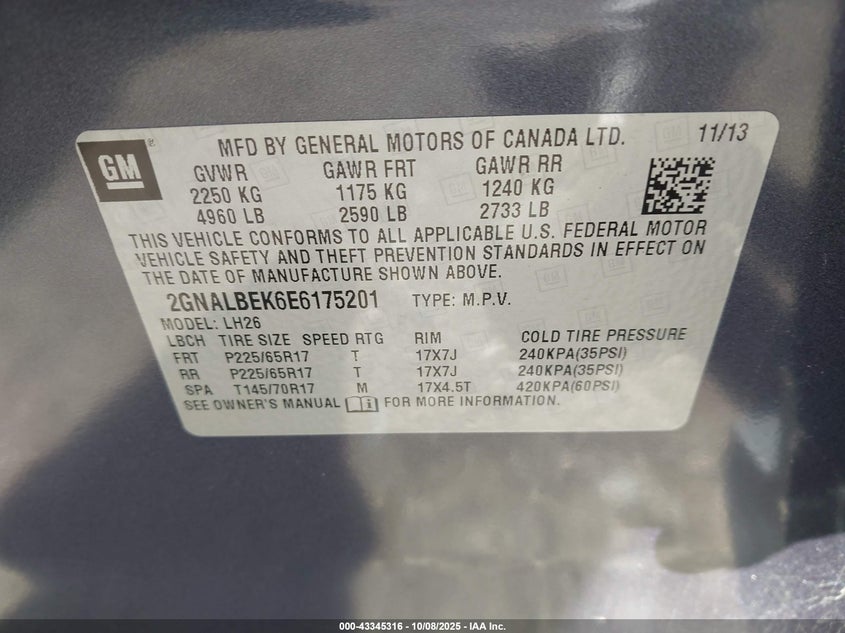 GM
MFD BY GENERAL MOTORS OF CANADA LTD. 11/13
GVWR GAWR FRT GAWR RR
2250 KG 1175 KG 1240 KG
4960 LB 2590 LB 2733 LB
THIS VEHICLE CONFORMS TO ALL APPLICABLE U.S. FEDERAL MOTOR
VEHICLE SAFETY AND THEFT PREVENTION STANDARDS IN EFFECT ON
THE DATE OF MANUFACTURE SHOWN ABOVE.
2GNALBEK6E6175201 TYPE: M.P.V.
MODEL: LH26
LBCH TIRE SIZE SPEED RTG RIM COLD TIRE PRESSURE
FRT P225/65R17 T 17X7J 240KPA(35PSI)
RR P225/65R17 T 17X7J 240KPA(35PSI)
SPA T145/70R17 M 17X4.5T 420KPA(60PSI)
SEE OWNER'S MANUAL FOR MORE INFORMATION.
000-43345316 - 10/08/2025 - IAA Inc.